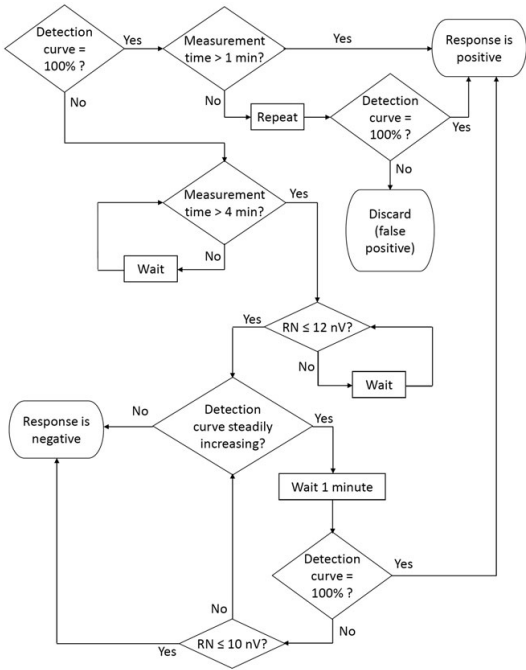 Detection
curve =
100% ?
Yes
Measurement
time > 1 min?
Yes
Response is
positive
No
No
Repeat
Detection
curve =
100% ?
Yes
No
Measurement
time > 4 min?
Yes
Discard
(false
positive)
No
Wait
Yes
RN ≤ 12 nV?
No
Wait
Response is
negative
No
Detection
curve steadily
increasing?
Yes
Wait 1 minute
Detection
curve =
100% ?
Yes
No
No
RN ≤ 10 nV?
Yes